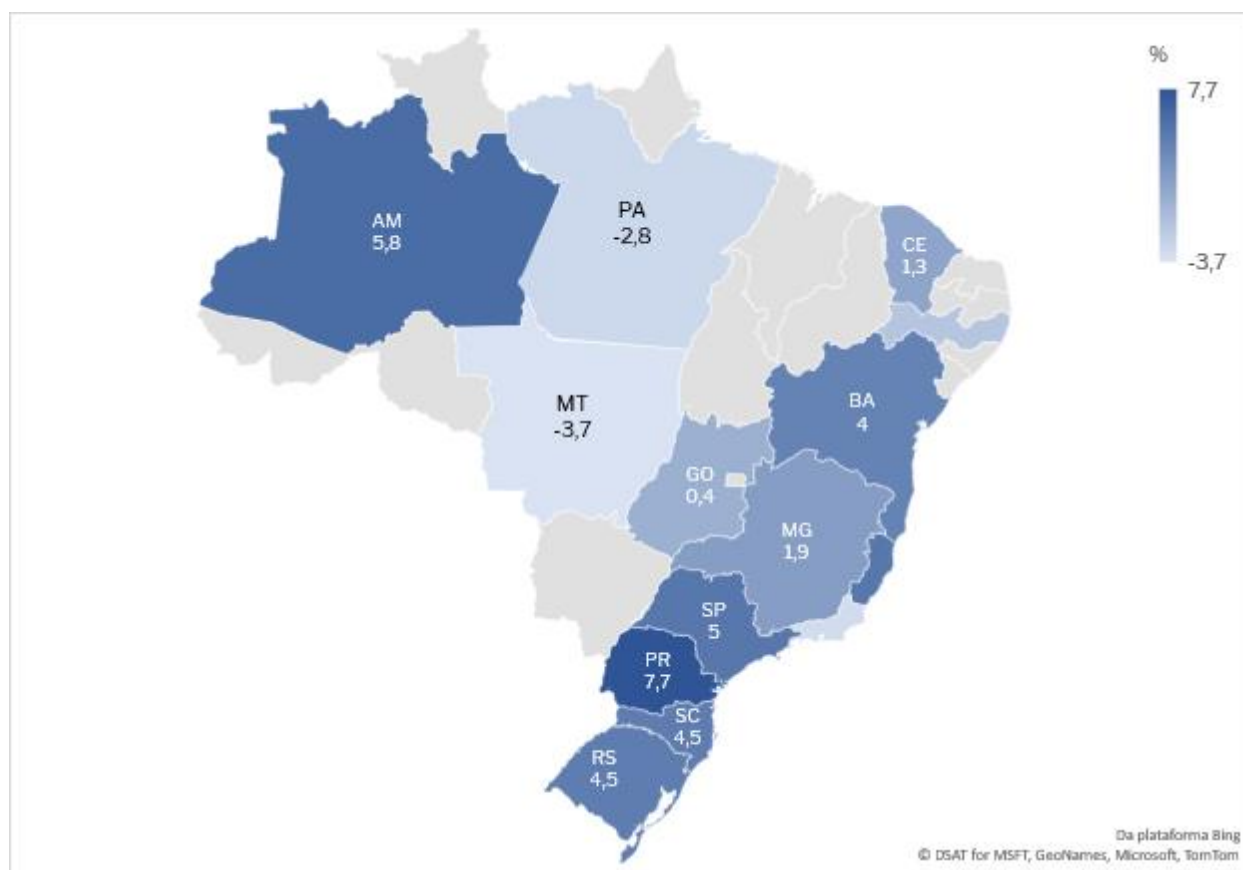 %
7,7
-3,7
AM
5,8
PA
-2,8
CE
1,3
MT
-3,7
BA
4
GO
0,4
MG
1,9
SP
5
PR
7,7
SC
4,5
RS
4,5
Da plataforma Bing
© DSAT for MSFT, GeoNames, Microsoft, TomTom